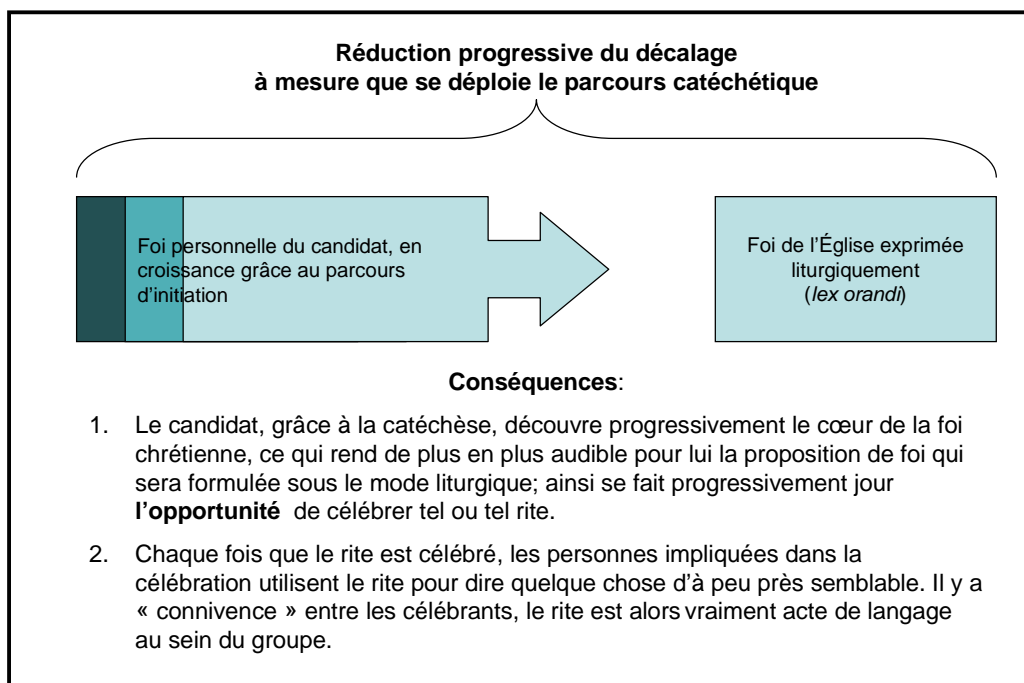 Réduction progressive du décalage
à mesure que se déploie le parcours catéchétique
Foi personnelle du candidat, en
croissance grâce au parcours
d’initiation
Foi de l’Église exprimée
liturgiquement
(lex orandi)
Conséquences:
1. Le candidat, grâce à la catéchèse, découvre progressivement le cœur de la foi
chrétienne, ce qui rend de plus en plus audible pour lui la proposition de foi qui
sera formulée sous le mode liturgique; ainsi se fait progressivement jour
l’opportunité de célébrer tel ou tel rite.
2. Chaque fois que le rite est célébré, les personnes impliquées dans la
célébration utilisent le rite pour dire quelque chose d’à peu près semblable. Il y a
« connivence » entre les célébrants, le rite est alors vraiment acte de langage
au sein du groupe.